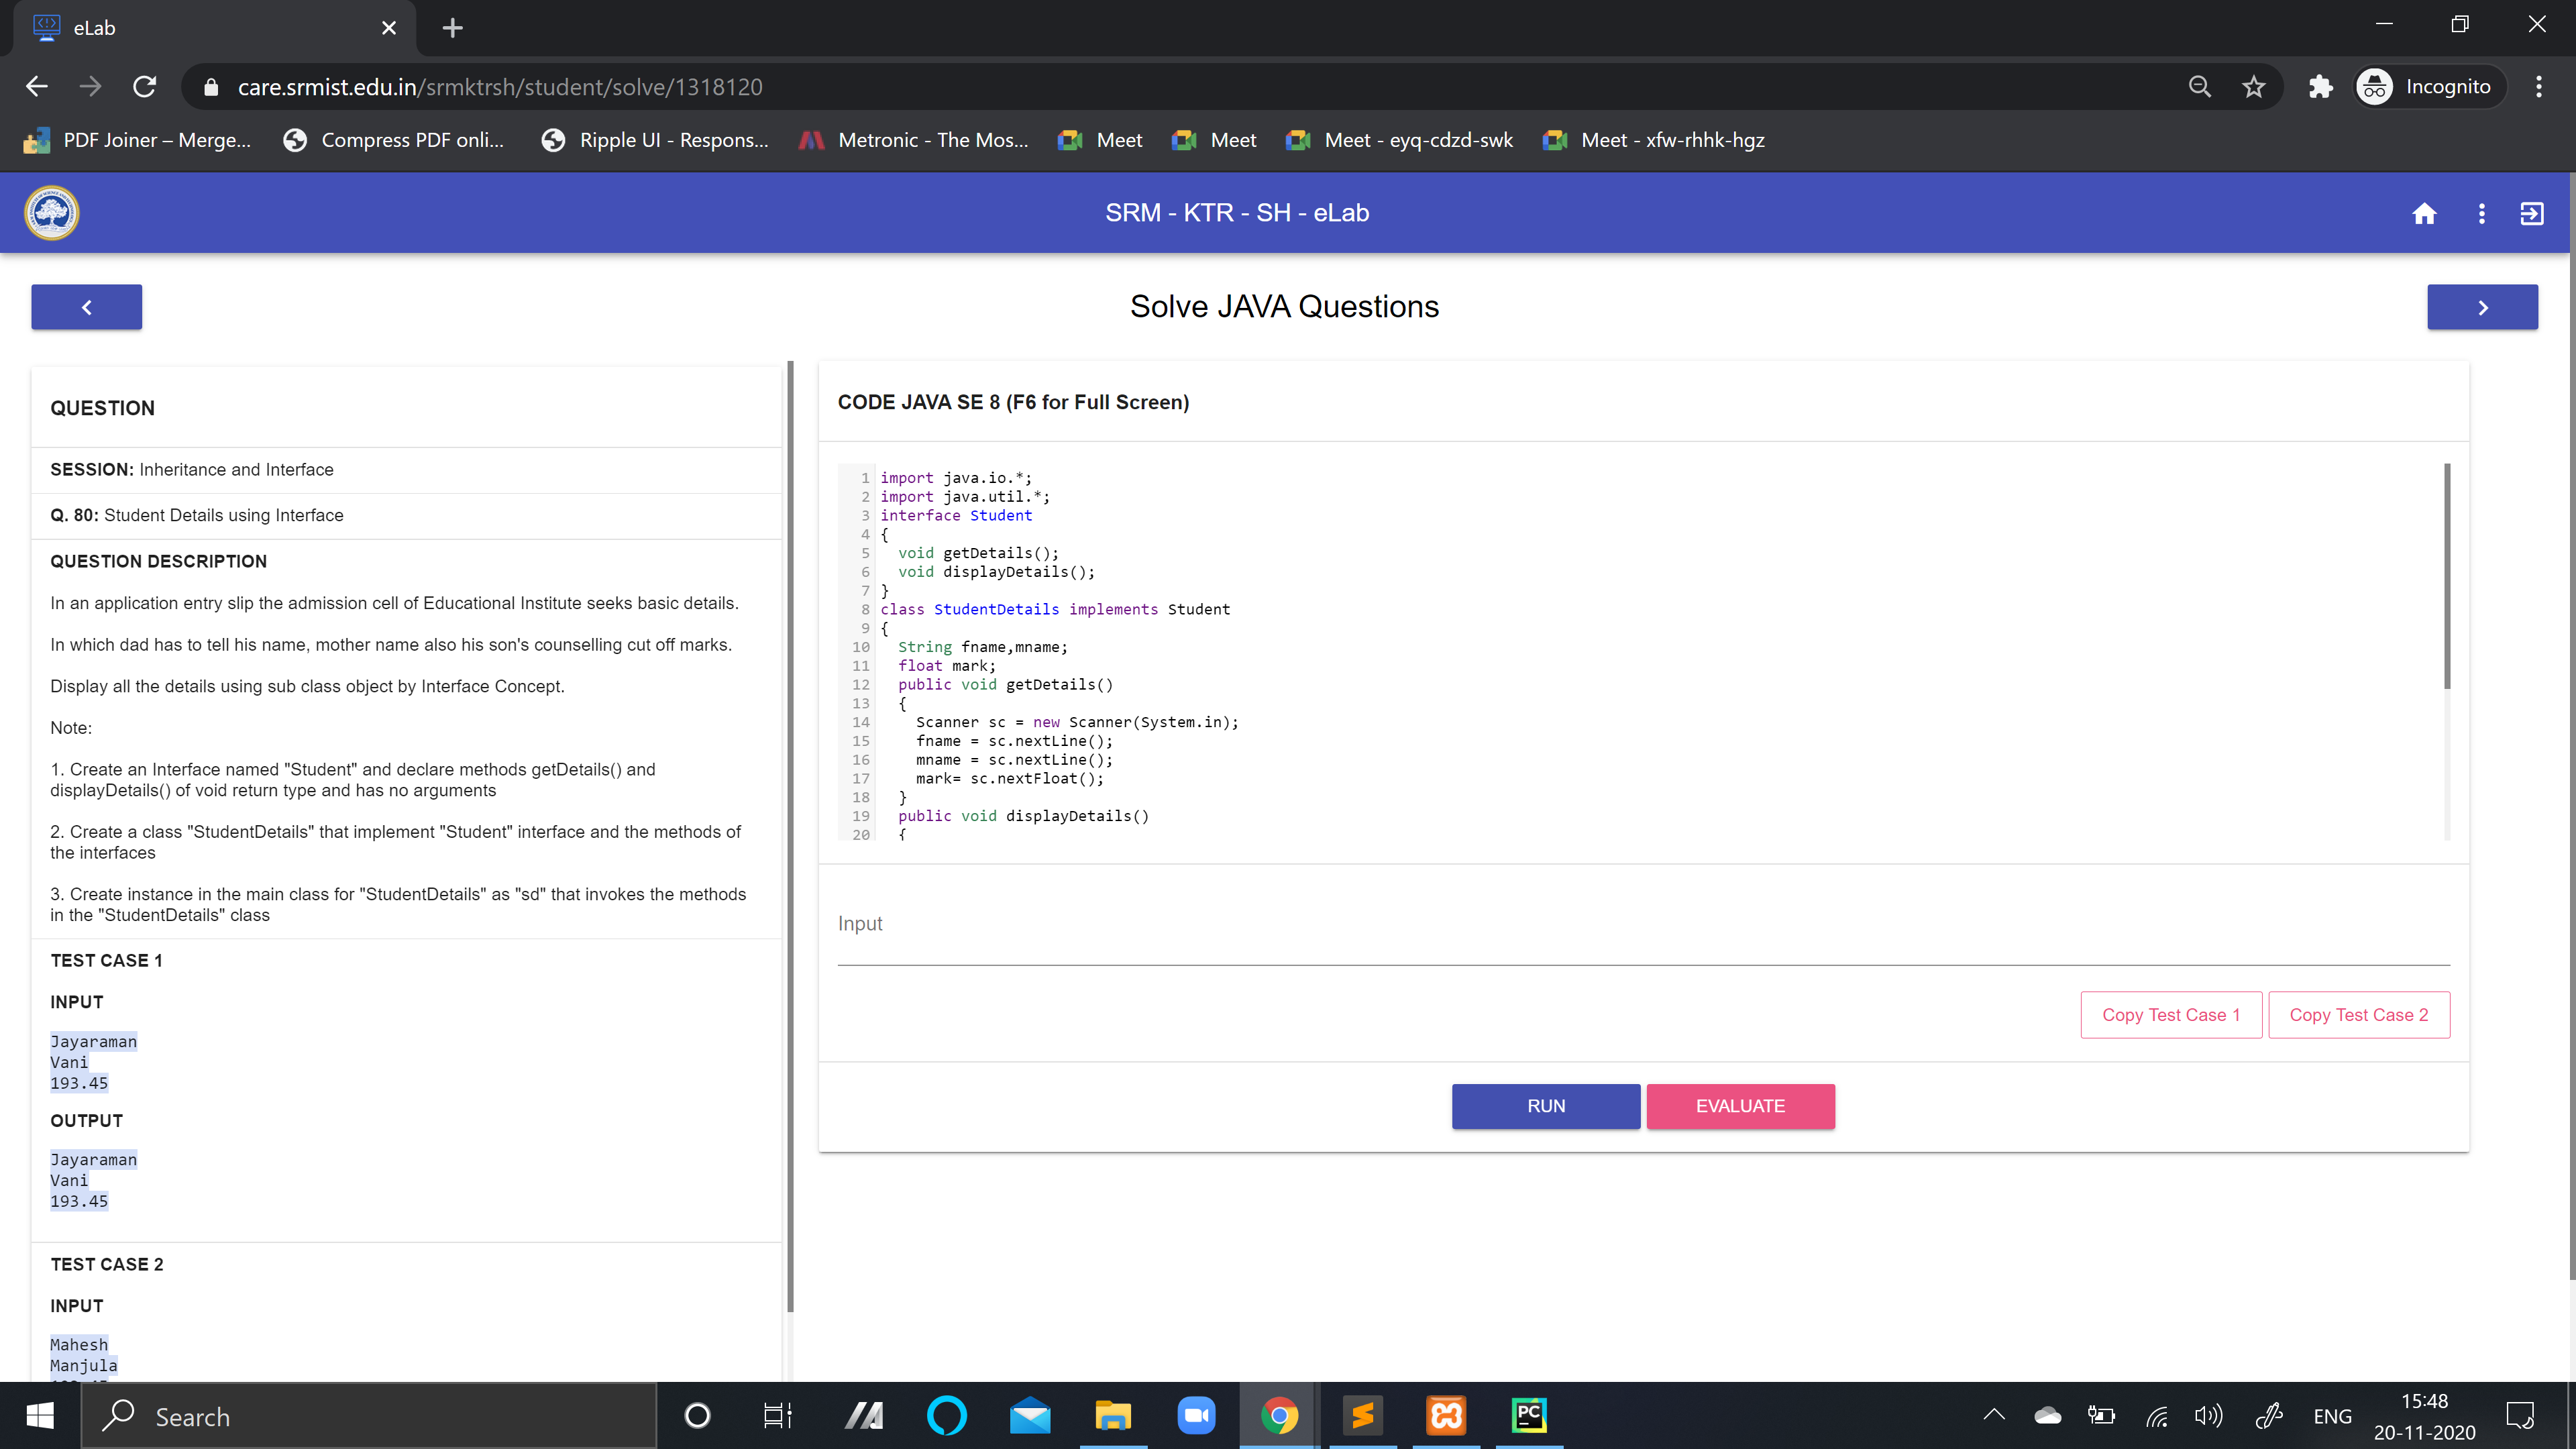 eLab
care.srmist.edu.in/srmktrsh/student/solve/1318120
Incognito
PDF Joiner – Merge...
Compress PDF onli...
Ripple UI - Respons...
Metronic - The Mos...
Meet
Meet
Meet - eyq-cdzd-swk
Meet - xfw-rhhk-hgz
SRM - KTR - SH - eLab
Solve JAVA Questions
QUESTION
SESSION: Inheritance and Interface
Q. 80: Student Details using Interface
QUESTION DESCRIPTION
In an application entry slip the admission cell of Educational Institute seeks basic details.
In which dad has to tell his name, mother name also his son's counselling cut off marks.
Display all the details using sub class object by Interface Concept.
Note:
1. Create an Interface named "Student" and declare methods getDetails() and
displayDetails() of void return type and has no arguments
2. Create a class "StudentDetails" that implement "Student" interface and the methods of
the interfaces
3. Create instance in the main class for "StudentDetails" as "sd" that invokes the methods
in the "StudentDetails" class
TEST CASE 1
INPUT
Jayaraman
Vani
193.45
OUTPUT
Jayaraman
Vani
193.45
TEST CASE 2
INPUT
Mahesh
Manjula
CODE JAVA SE 8 (F6 for Full Screen)
1 import java.io.*;
2 import java.util.*;
3 interface Student
4 {
5 void getDetails();
6 void displayDetails();
7 }
8 class StudentDetails implements Student
9 {
10 String fname,mname;
11 float mark;
12 public void getDetails()
13 {
14 Scanner sc = new Scanner(System.in);
15 fname = sc.nextLine();
16 mname = sc.nextLine();
17 mark= sc.nextFloat();
18 }
19 public void displayDetails()
20 {
Input
Copy Test Case 1
Copy Test Case 2
RUN
EVALUATE
Search
PC
ENG
15:48
20-11-2020